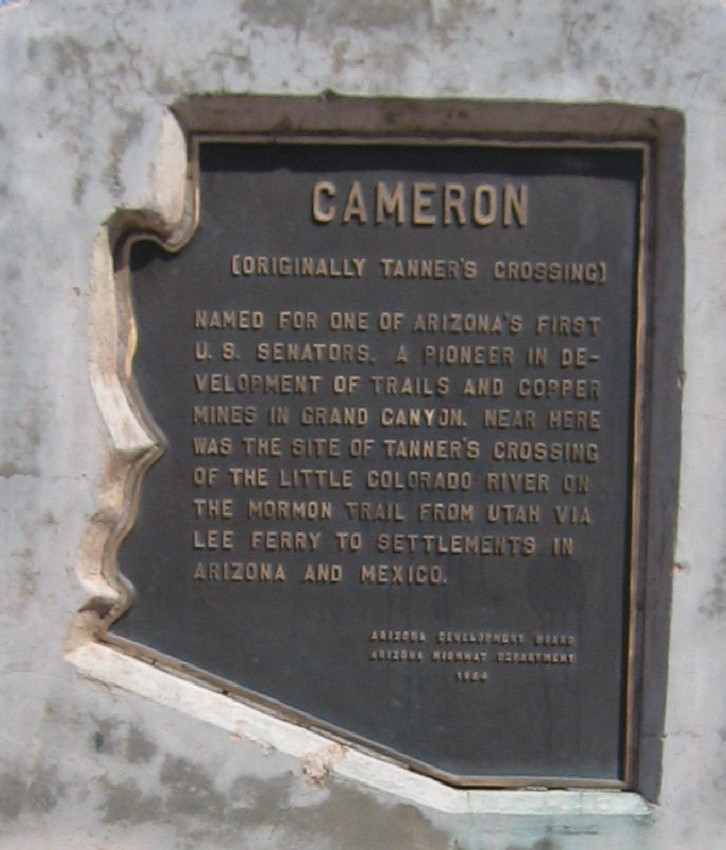 CAMERON
(ORIGINALLY TANNER'S CROSSING)
NAMED FOR ONE OF ARIZONA'S FIRST
U. S. SENATORS. A PIONEER IN DE-
VELOPMENT OF TRAILS AND COPPER
MINES IN GRAND CANYON. NEAR HERE
WAS THE SITE OF TANNER'S CROSSING
OF THE LITTLE COLORADO RIVER ON
THE MORMON TRAIL FROM UTAH VIA
LEE FERRY TO SETTLEMENTS IN
ARIZONA AND MEXICO.
ARIZONA DEVELOPMENT BOARD
ARIZONA HIGHWAY DEPARTMENT